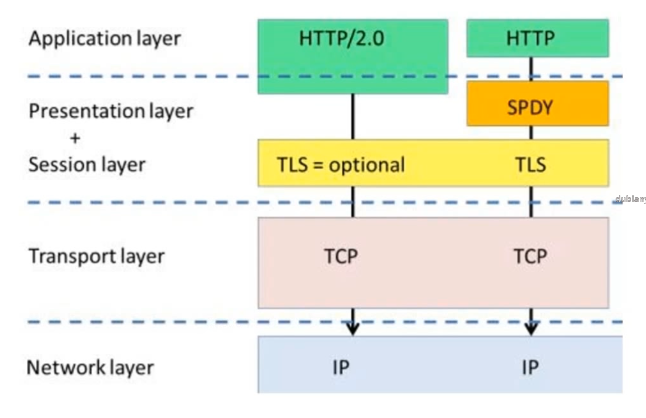 Application layer
HTTP/2.0
HTTP
Presentation layer
+
Session layer
SPDY
TLS = optional
TLS
Transport layer
TCP
TCP
Network layer
IP
IP